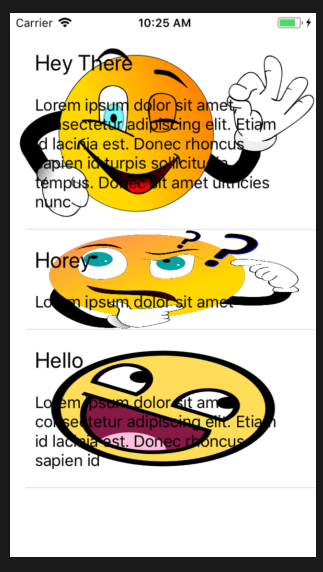 Carrier 10:25 AM
Hey There
Lorem ipsum dolor sit amet,
consectetur adipiscing elit. Etiam
id lacinia est. Donec rhoncus
sapien id turpis sollicitudin
tempus. Donec sit amet ultricies
nunc
? ?
Horey
Lorem ipsum dolor sit amet
Hello
Lorem ipsum dolor sit amet,
consectetur adipiscing elit. Etiam
id lacinia est. Donec rhoncus
sapien id